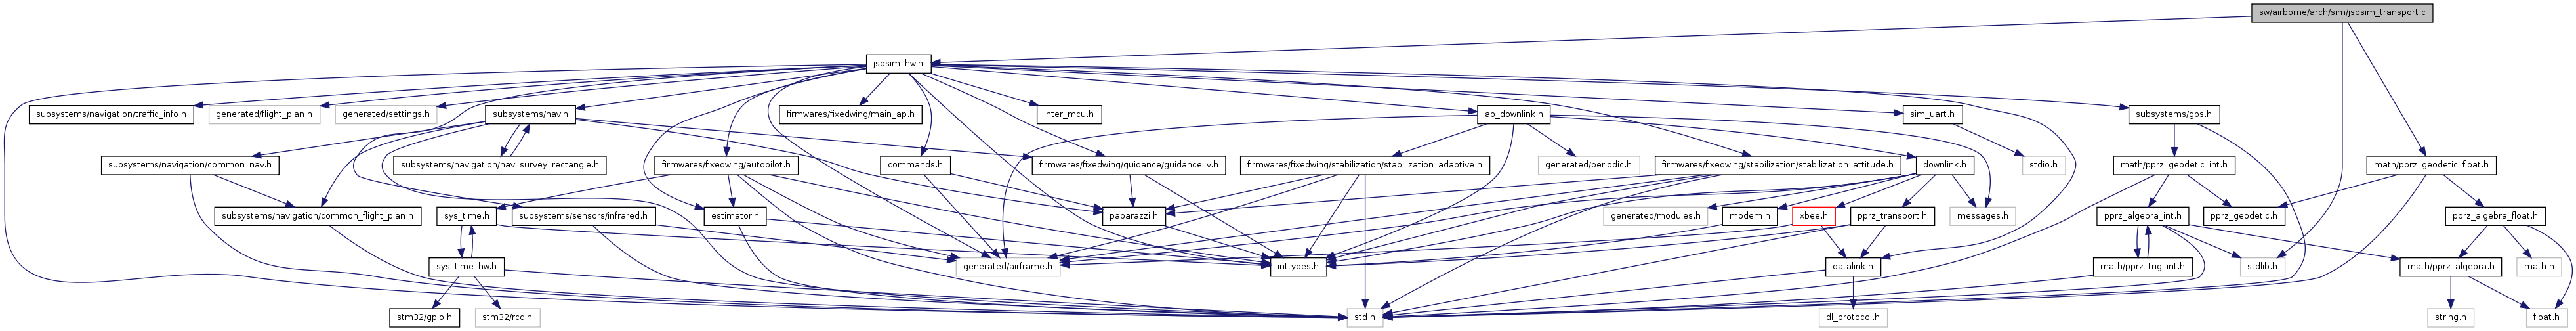 sw/airborne/arch/sim/jsbsim_transport.c
jsbsim_hw.h
subsystems/navigation/traffic_info.h
generated/flight_plan.h
generated/settings.h
subsystems/nav.h
firmwares/fixedwing/main_ap.h
inter_mcu.h
ap_downlink.h
sim_uart.h
subsystems/gps.h
subsystems/navigation/common_nav.h
subsystems/navigation/nav_survey_rectangle.h
firmwares/fixedwing/autopilot.h
commands.h
firmwares/fixedwing/guidance/guidance_v.h
firmwares/fixedwing/stabilization/stabilization_adaptive.h
generated/periodic.h
firmwares/fixedwing/stabilization/stabilization_attitude.h
downlink.h
stdio.h
math/pprz_geodetic_int.h
math/pprz_geodetic_float.h
subsystems/navigation/common_flight_plan.h
sys_time.h
subsystems/sensors/infrared.h
estimator.h
paparazzi.h
generated/modules.h
modem.h
xbee.h
pprz_transport.h
messages.h
pprz_algebra_int.h
pprz_geodetic.h
pprz_algebra_float.h
sys_time_hw.h
generated/airframe.h
inttypes.h
datalink.h
math/pprz_trig_int.h
stdlib.h
math/pprz_algebra.h
math.h
stm32/gpio.h
stm32/rcc.h
std.h
dl_protocol.h
string.h
float.h